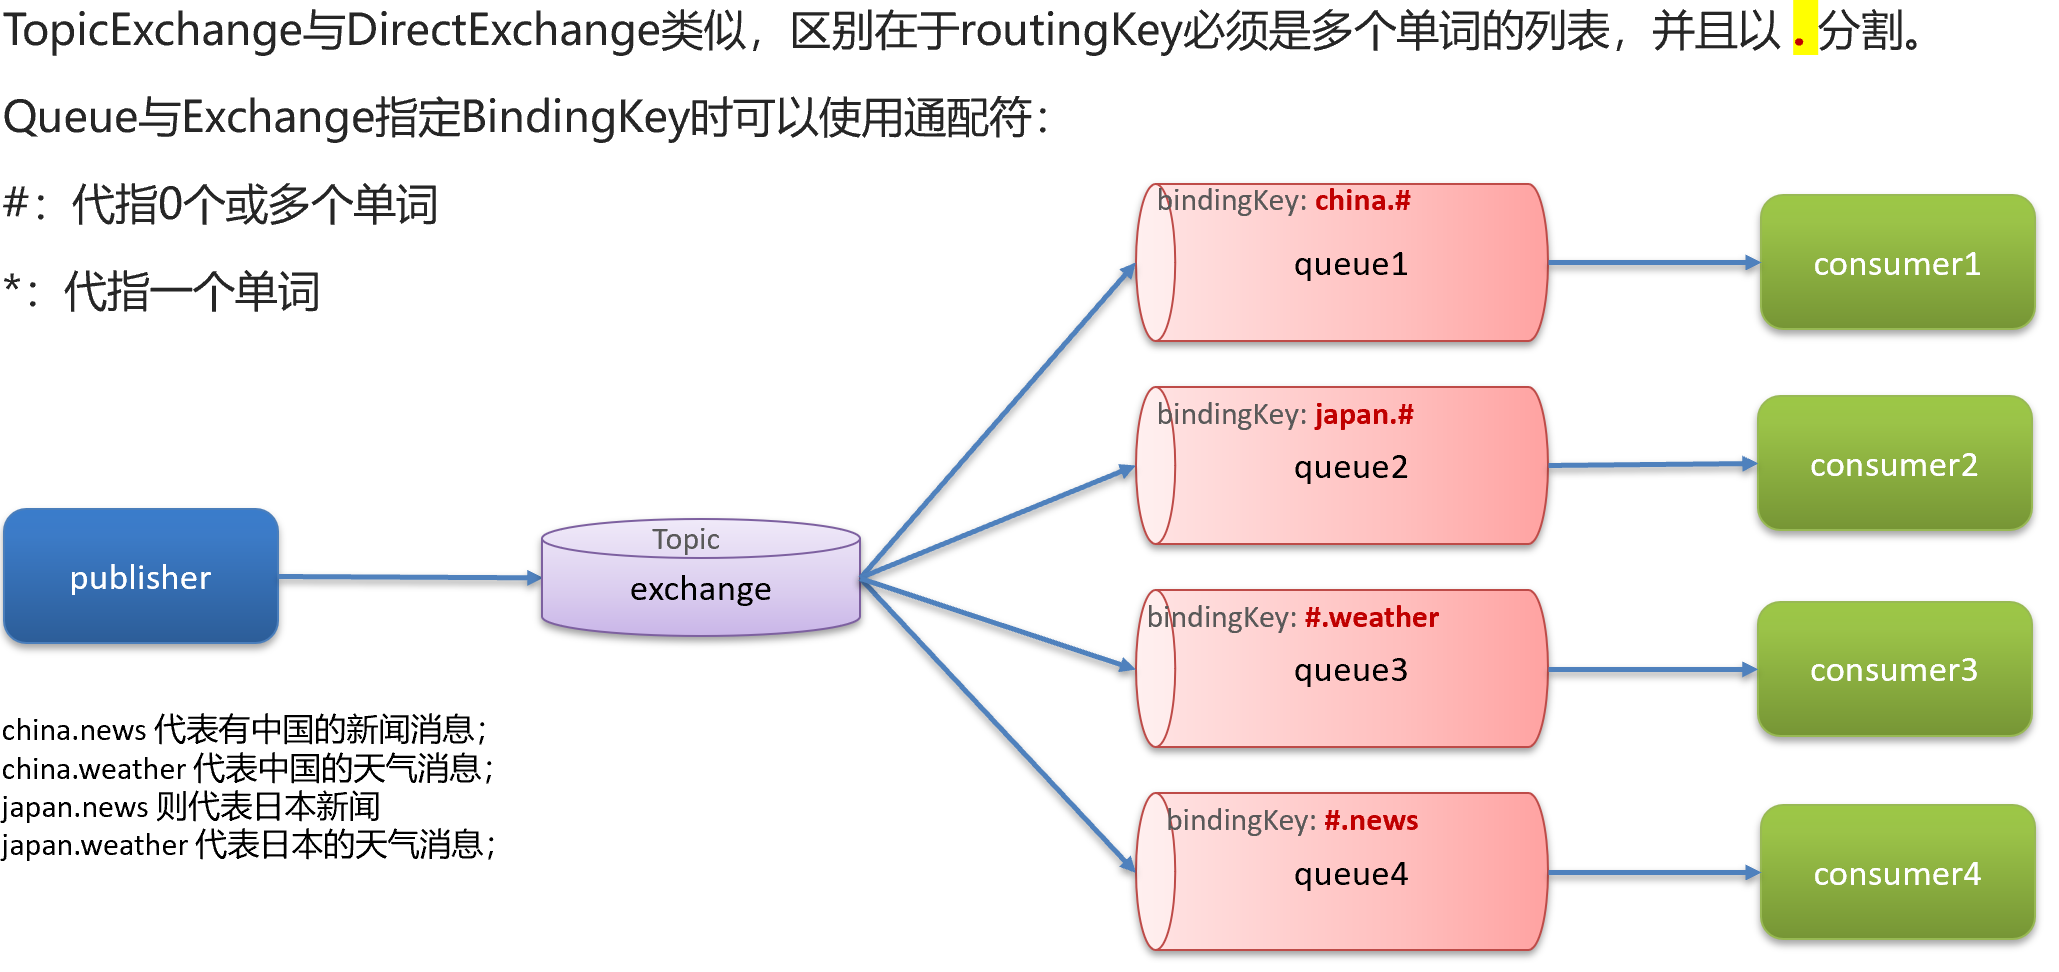 TopicExchange与DirectExchange类似，区别在于routingKey必须是多个单词的列表，并且以 . 分割。
Queue与Exchange指定BindingKey时可以使用通配符：
#：代指0个或多个单词
*：代指一个单词
bindingKey: china.#
queue1
consumer1
bindingKey: japan.#
queue2
consumer2
publisher
Topic
exchange
bindingKey: #.weather
queue3
consumer3
china.news 代表有中国的新闻消息；
china.weather 代表中国的天气消息；
japan.news 则代表日本新闻
japan.weather 代表日本的天气消息；
bindingKey: #.news
queue4
consumer4